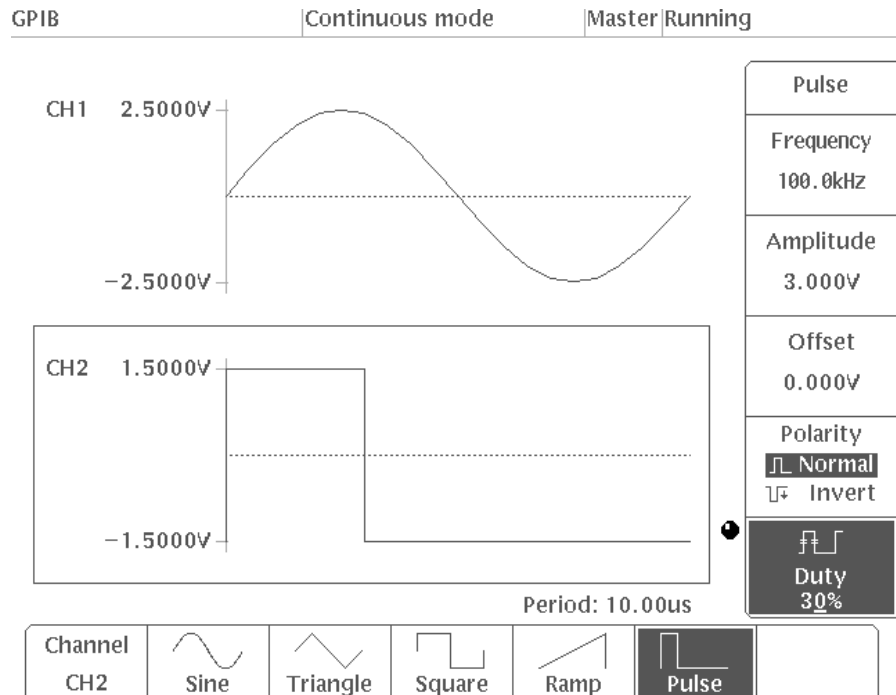 GPIB Continuous mode Master Running
CH1 2.5000V
−2.5000V
CH2 1.5000V
−1.5000V
Period: 10.00us
Pulse
Frequency
100.0kHz
Amplitude
3.000V
Offset
0.000V
Polarity
Normal
Invert
Duty
30%
Channel
CH2
Sine
Triangle
Square
Ramp
Pulse